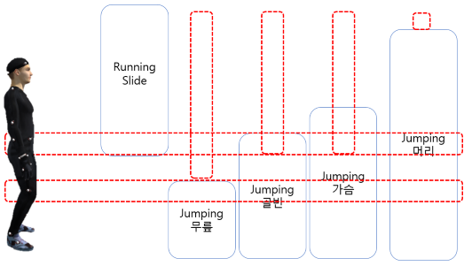 Running
Slide
Jumping
무릎
Jumping
골반
Jumping
가슴
Jumping
머리